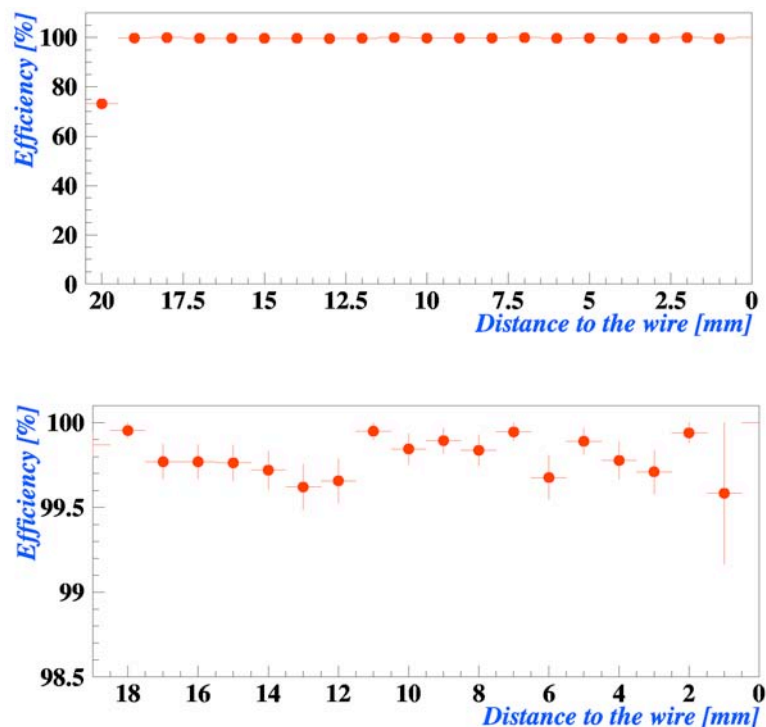 Efficiency [%]
100
80
60
40
20
0
20 17.5 15 12.5 10 7.5 5 2.5 0
Distance to the wire [mm]
Efficiency [%]
100
99.5
99
98.5
18 16 14 12 10 8 6 4 2 0
Distance to the wire [mm]